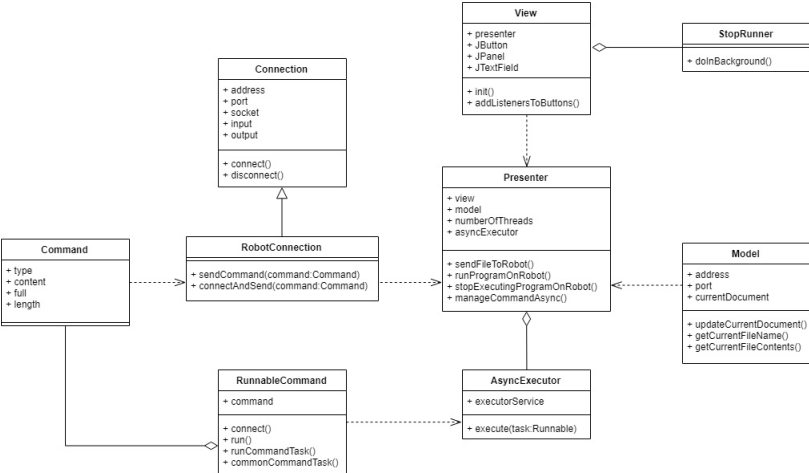 View
+ presenter
+ JButton
+ JPanel
+ JTextField
+ init()
+ addListenersToButtons()
StopRunner
+ doInBackground()
Connection
+ address
+ port
+ socket
+ input
+ output
+ connect()
+ disconnect()
Presenter
+ view
+ model
+ numberOfThreads
+ asyncExecutor
+ sendFileToRobot()
+ runProgramOnRobot()
+ stopExecutingProgramOnRobot()
+ manageCommandAsync()
Command
+ type
+ content
+ full
+ length
RobotConnection
+ sendCommand(command:Command)
+ connectAndSend(command:Command)
Model
+ address
+ port
+ currentDocument
+ updateCurrentDocument()
+ getCurrentFileName()
+ getCurrentFileContents()
RunnableCommand
+ command
+ connect()
+ run()
+ runCommandTask()
+ commonCommandTask()
AsyncExecutor
+ executorService
+ execute(task:Runnable)